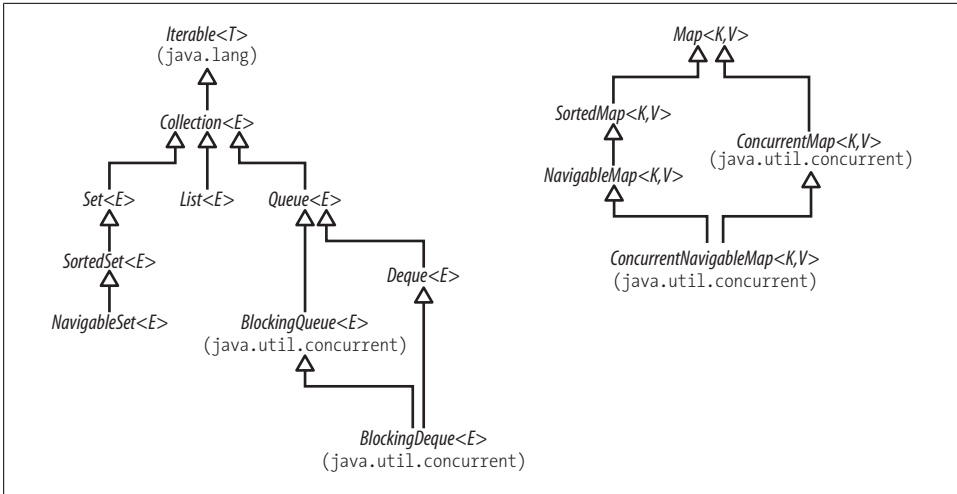 Iterable<T>
(java.lang)
Collection<E>
Set<E>
List<E>
Queue<E>
SortedSet<E>
Deque<E>
NavigableSet<E>
BlockingQueue<E>
(java.util.concurrent)
BlockingDeque<E>
(java.util.concurrent)
Map<K,V>
SortedMap<K,V>
ConcurrentMap<K,V>
(java.util.concurrent)
NavigableMap<K,V>
ConcurrentNavigableMap<K,V>
(java.util.concurrent)